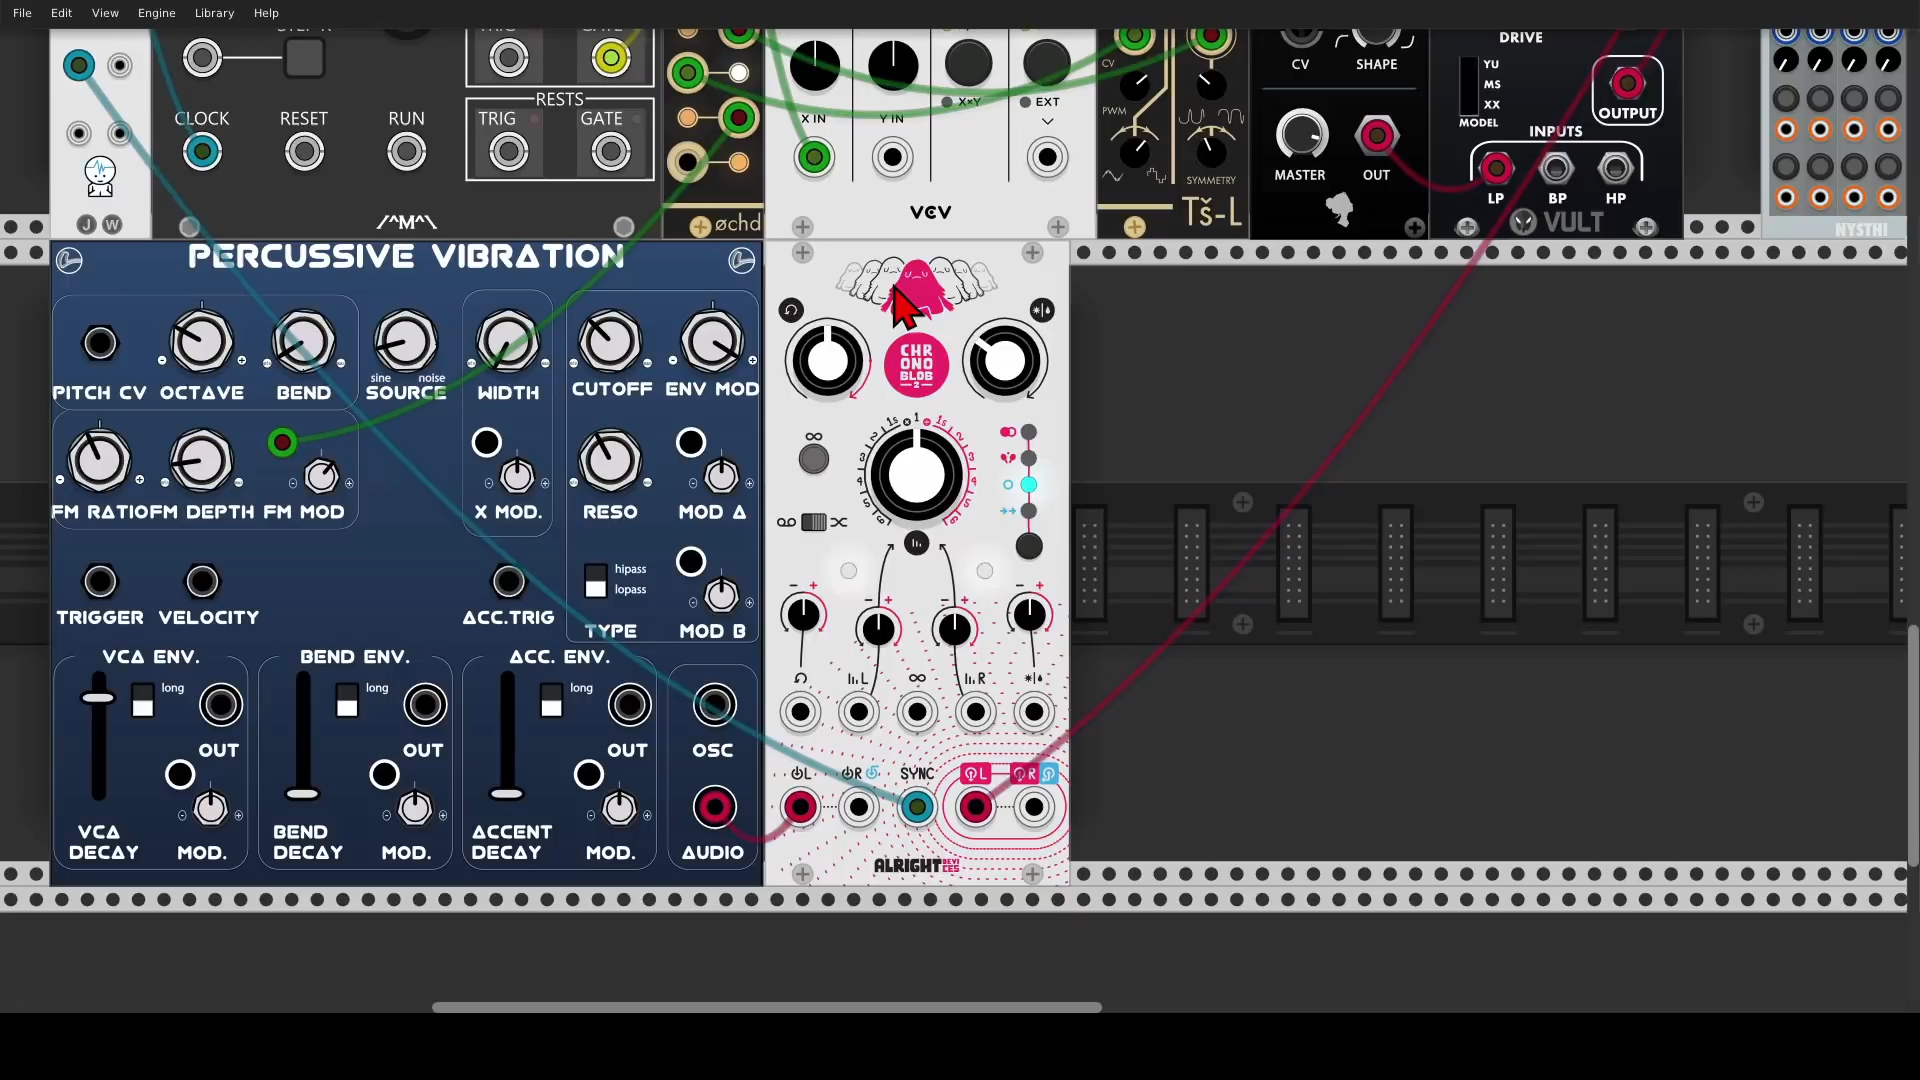 File Edit View Engine Library Help
TRIG GATE
CLOCK RESET RUN
RESTS
TRIG GATE
J W
/^M^\
øchd
X IN Y IN X×Y EXT
VCV
CV
PWM
SYMMETRY
Tš-L
CV SHAPE
MASTER OUT
DRIVE
YU
MS
XX
MODEL
OUTPUT
INPUTS
LP BP HP
VULT
NYSTHI
PERCUSSIVE VIBRATION
PITCH CV OCTAVE BEND SOURCE WIDTH CUTOFF ENV MOD
sine noise
FM RATIO FM DEPTH FM MOD X MOD. RESO MOD A
TRIGGER VELOCITY ACC.TRIG
hipass
lopass
TYPE MOD B
VCA ENV. BEND ENV. ACC. ENV.
long long long
OUT OUT OUT OSC
VCA
DECAY MOD.
BEND
DECAY MOD.
ACCENT
DECAY MOD.
AUDIO
CHR
ONO
BLOB
2
∞
L ∞ R
L R SYNC L R
ALRIGHT DEVICES